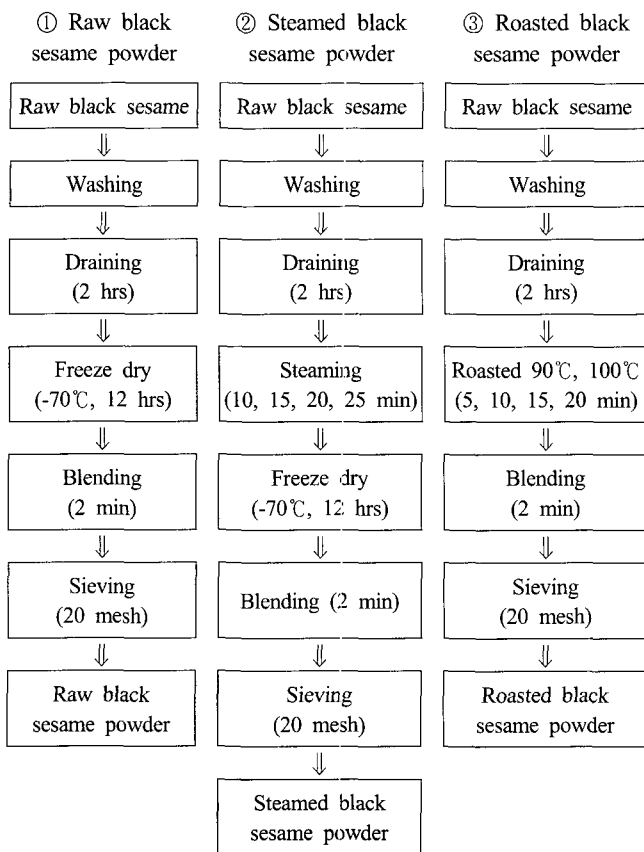 ① Raw black
sesame powder
Raw black sesame
⇓
Washing
⇓
Draining
(2 hrs)
⇓
Freeze dry
(-70℃, 12 hrs)
⇓
Blending
(2 min)
⇓
Sieving
(20 mesh)
⇓
Raw black
sesame powder
② Steamed black
sesame powder
Raw black sesame
⇓
Washing
⇓
Draining
(2 hrs)
⇓
Steaming
(10, 15, 20, 25 min)
⇓
Freeze dry
(-70℃, 12 hrs)
⇓
Blending (2 min)
⇓
Sieving
(20 mesh)
⇓
Steamed black
sesame powder
③ Roasted black
sesame powder
Raw black sesame
⇓
Washing
⇓
Draining
(2 hrs)
⇓
Roasted 90℃, 100℃
(5, 10, 15, 20 min)
⇓
Blending
(2 min)
⇓
Sieving
(20 mesh)
⇓
Roasted black
sesame powder